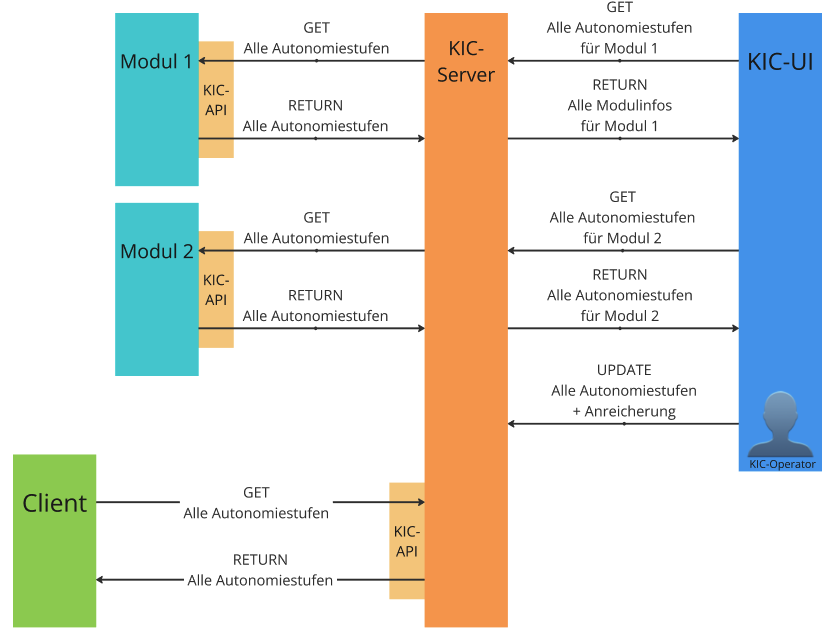 Modul 1
KIC-
API
GET
Alle Autonomiestufen
RETURN
Alle Autonomiestufen
KIC-
Server
GET
Alle Autonomiestufen
für Modul 1
RETURN
Alle Modulinfos
für Modul 1
KIC-UI
Modul 2
KIC-
API
GET
Alle Autonomiestufen
RETURN
Alle Autonomiestufen
GET
Alle Autonomiestufen
für Modul 2
RETURN
Alle Autonomiestufen
für Modul 2
UPDATE
Alle Autonomiestufen
+ Anreicherung
KIC-Operator
Client
GET
Alle Autonomiestufen
RETURN
Alle Autonomiestufen
KIC-
API